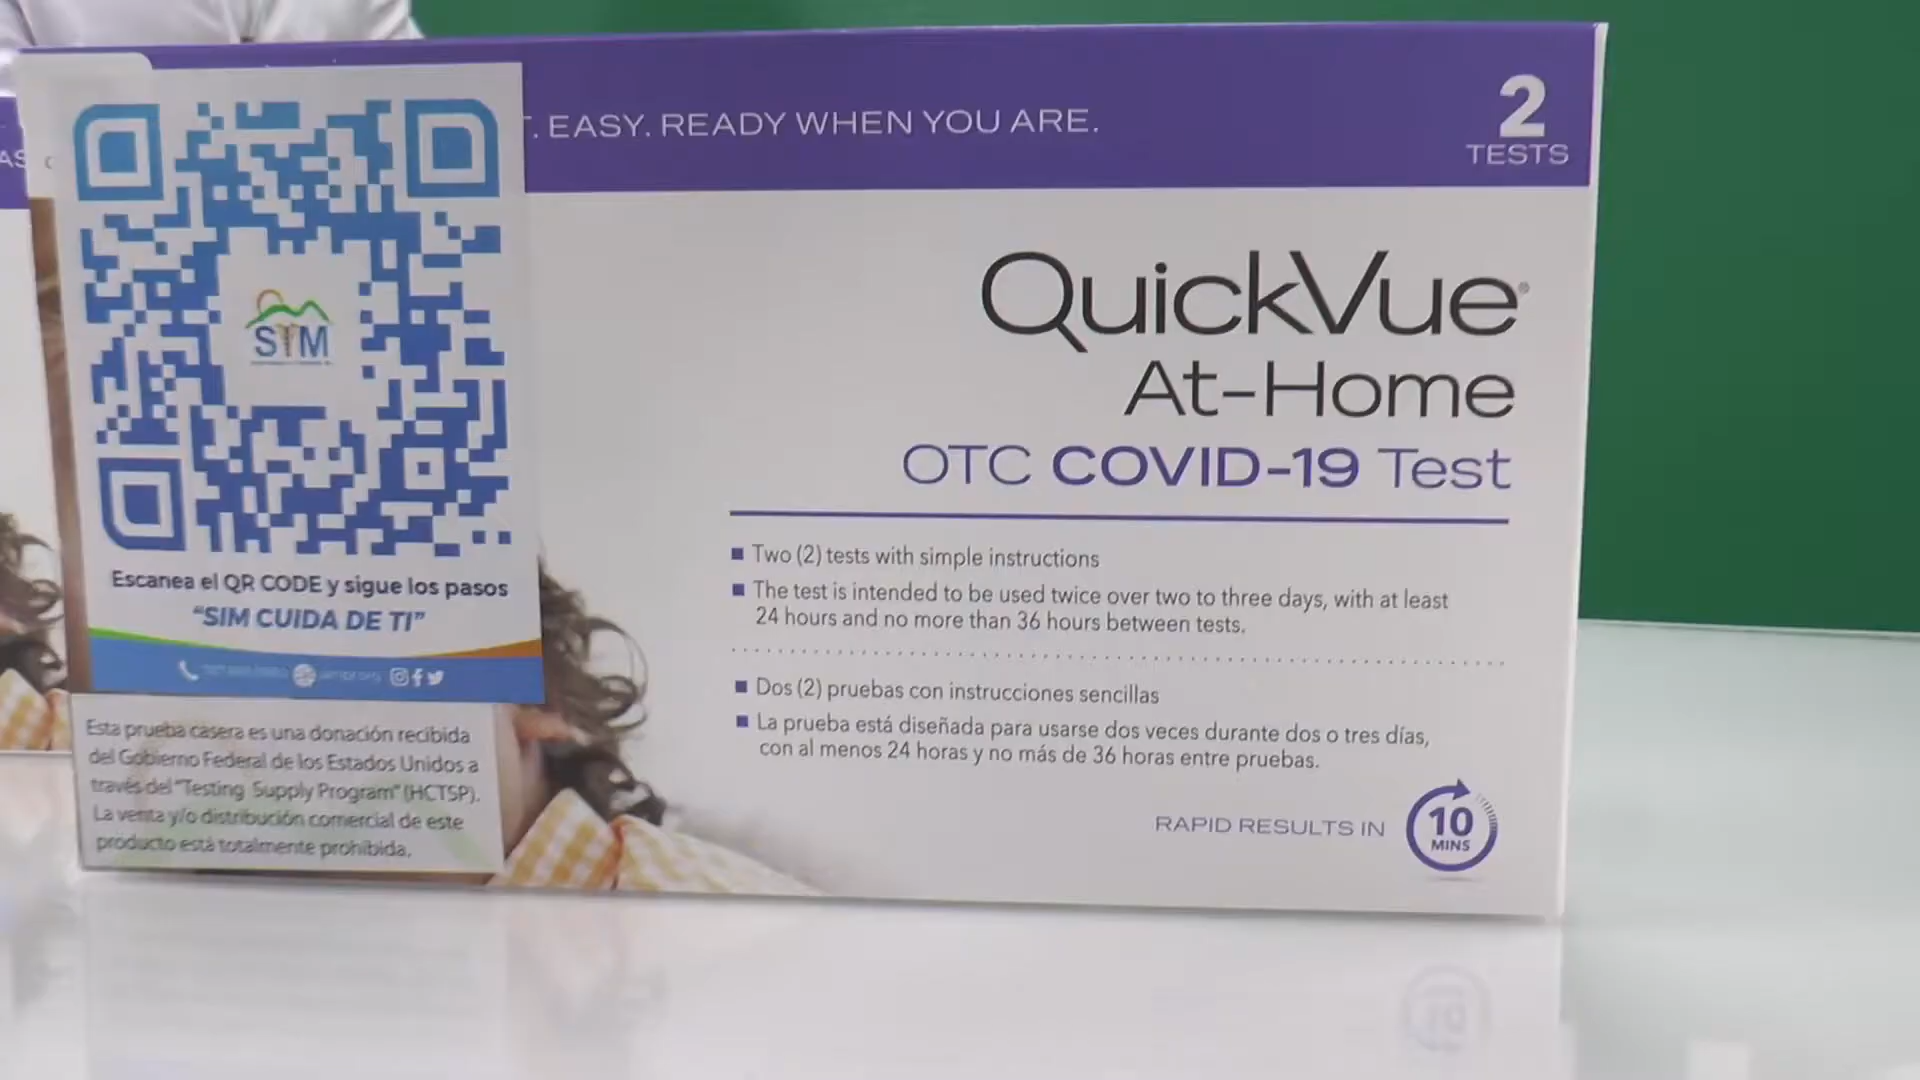 . EASY. READY WHEN YOU ARE.
2
TESTS
QuickVue®
At-Home
OTC COVID-19 Test
Two (2) tests with simple instructions
The test is intended to be used twice over two to three days, with at least
24 hours and no more than 36 hours between tests.
Dos (2) pruebas con instrucciones sencillas
La prueba está diseñada para usarse dos veces durante dos o tres días,
con al menos 24 horas y no más de 36 horas entre pruebas.
RAPID RESULTS IN
10
MINS
SIM
Escanea el QR CODE y sigue los pasos
"SIM CUIDA DE TI"
Esta prueba casera es una donación recibida
del Gobierno Federal de los Estados Unidos a
través del "Testing Supply Program" (HCTSP).
La venta y/o distribución comercial de este
producto está totalmente prohibida.